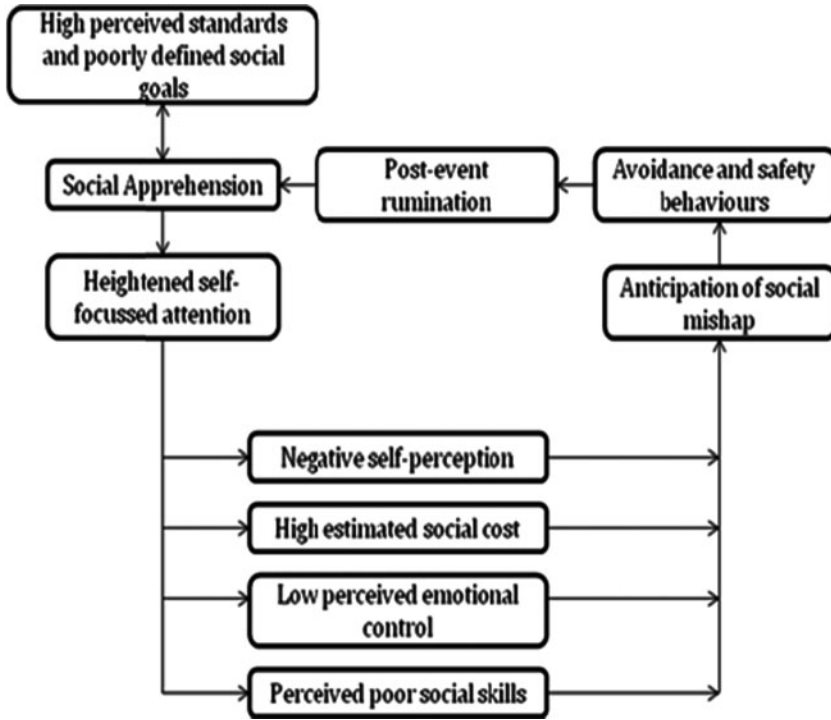 High perceived standards
and poorly defined social
goals
Social Apprehension
Post-event
rumination
Avoidance and safety
behaviours
Heightened self-
focussed attention
Anticipation of social
mishap
Negative self-perception
High estimated social cost
Low perceived emotional
control
Perceived poor social skills